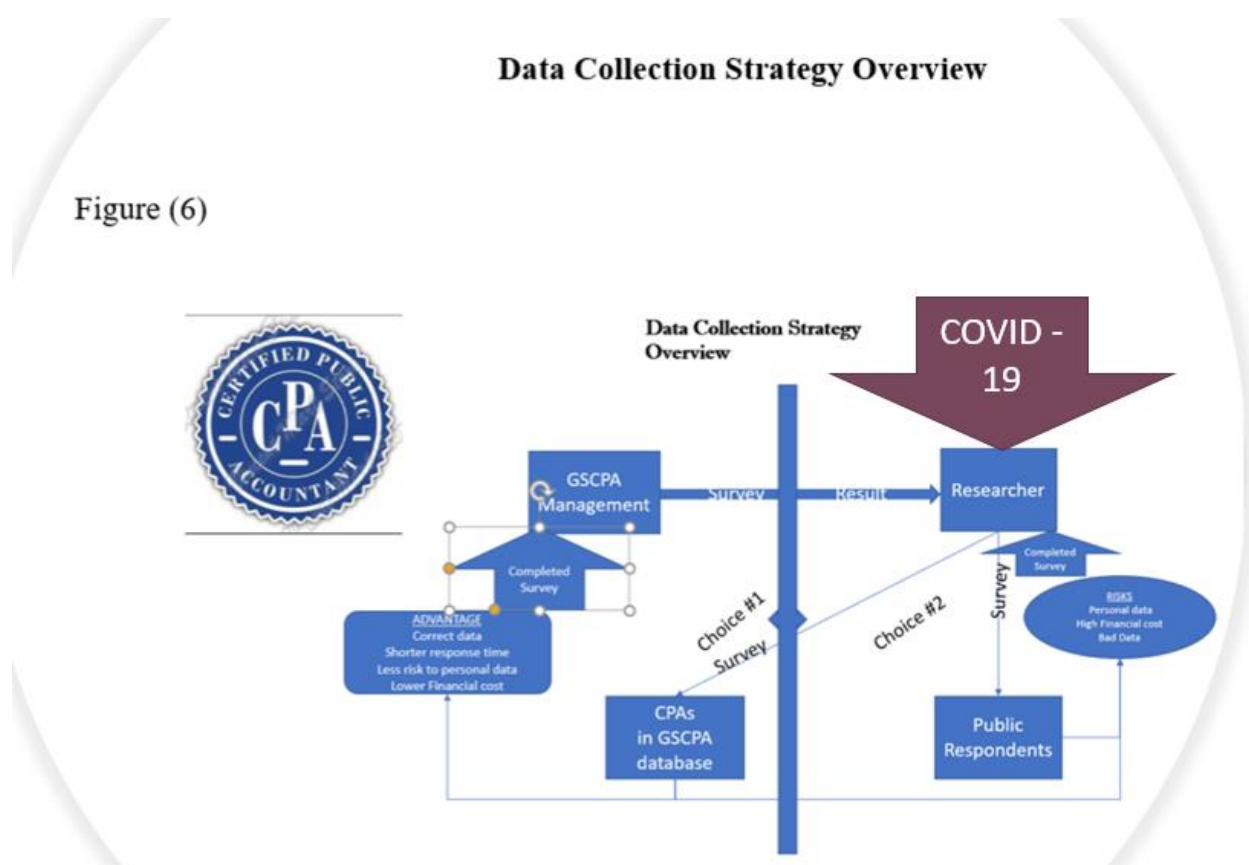 Data Collection Strategy Overview
Figure (6)
CERTIFIED PUBLIC
CPA
ACCOUNTANT
Data Collection Strategy
Overview
COVID -
19
GSCPA
Management
Survey
Result
Researcher
Completed
Survey
Completed
Survey
ADVANTAGE
Correct data
Shorter response time
Less risk to personal data
Lower Financial cost
Choice #1
Survey
Choice #2
Survey
RISKS
Personal data
High Financial cost
Bad Data
CPAs
in GSCPA
database
Public
Respondents